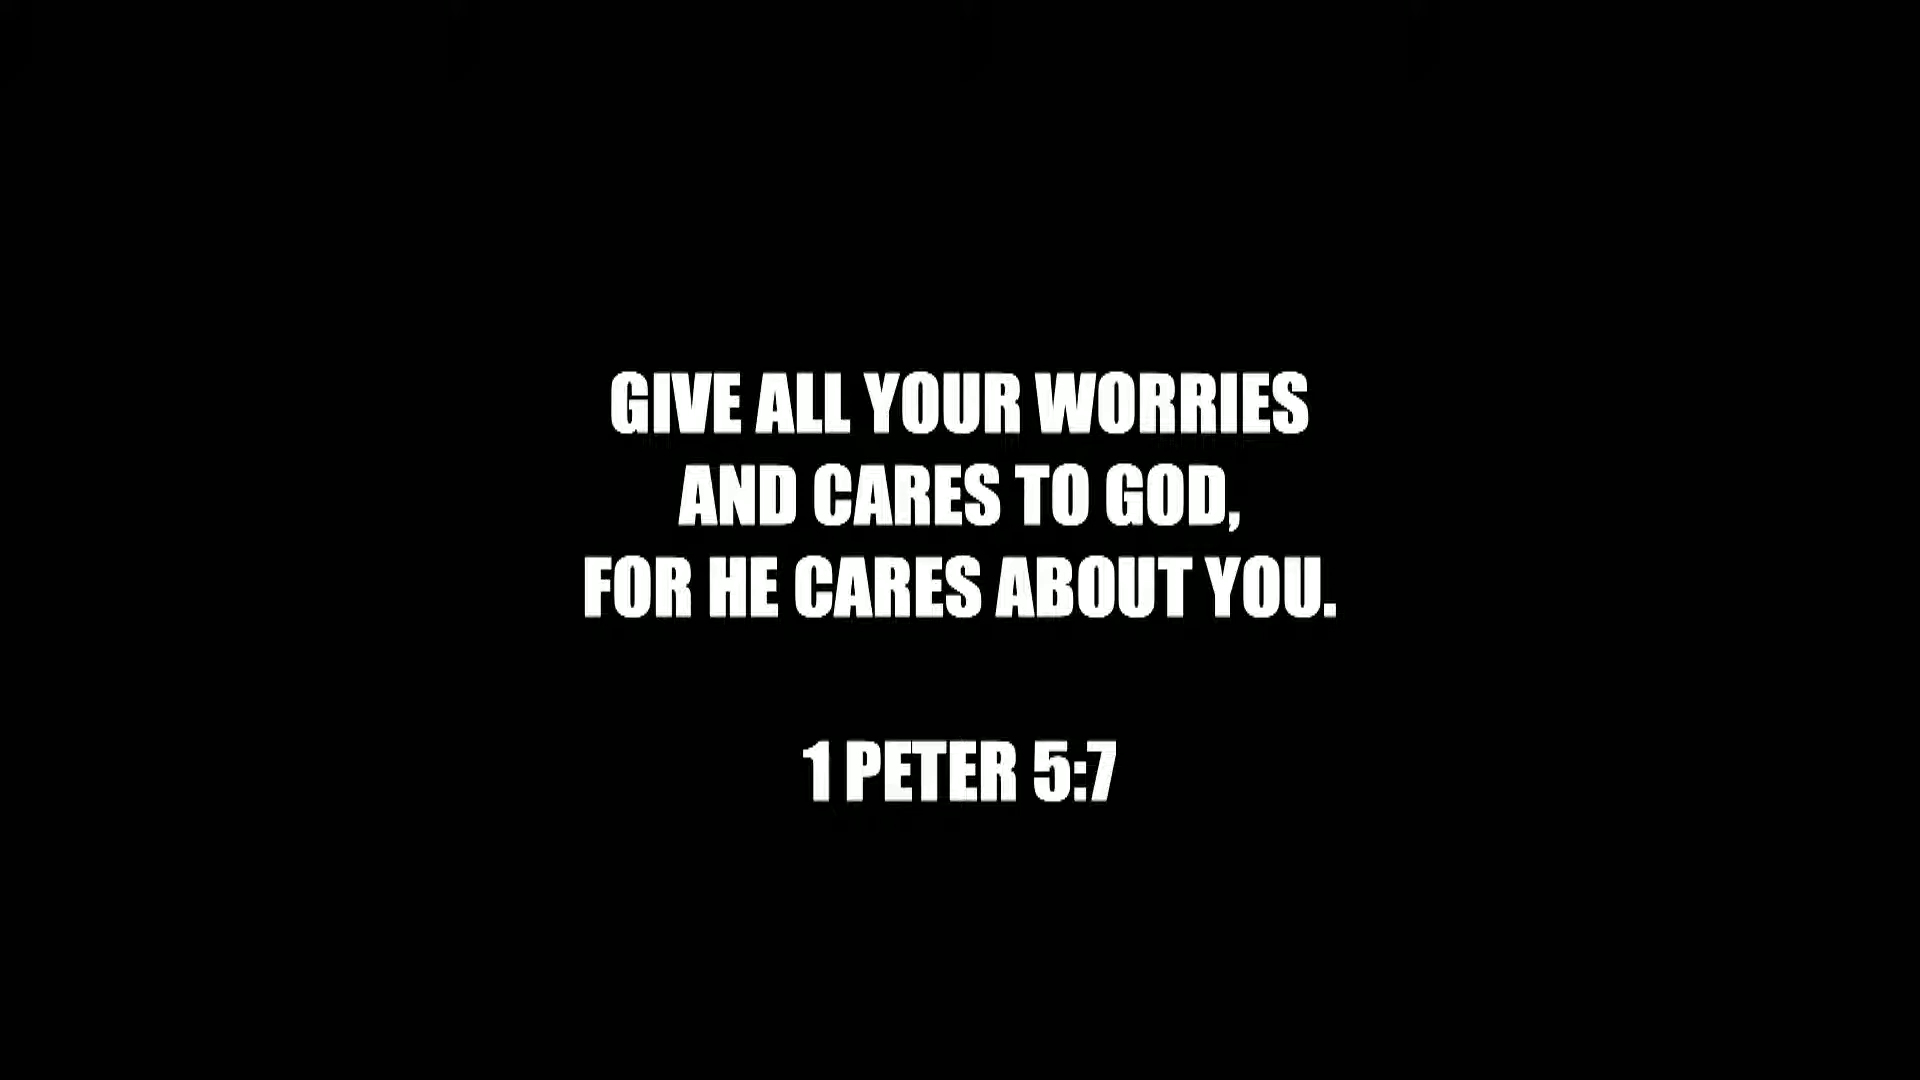 GIVE ALL YOUR WORRIES
AND CARES TO GOD,
FOR HE CARES ABOUT YOU.
1 PETER 5:7